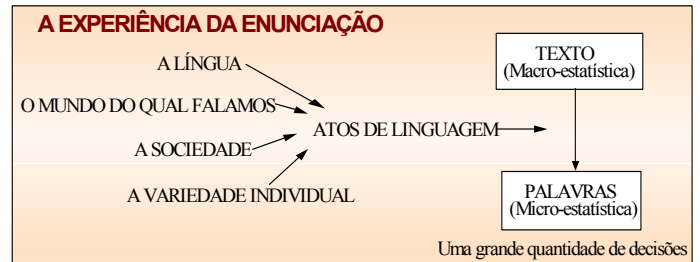 A EXPERIÊNCIA DA ENUNCIAÇÃO
A LÍNGUA
O MUNDO DO QUAL FALAMOS
A SOCIEDADE
A VARIEDADE INDIVIDUAL
ATOS DE LINGUAGEM
TEXTO
(Macro-estatística)
PALAVRAS
(Micro-estatística)
Uma grande quantidade de decisões